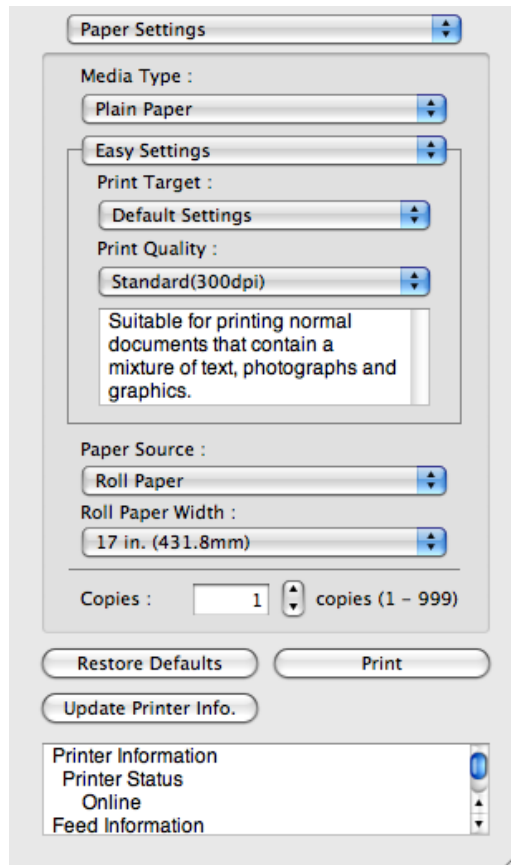 Paper Settings
Media Type :
Plain Paper
Easy Settings
Print Target :
Default Settings
Print Quality :
Standard(300dpi)
Suitable for printing normal
documents that contain a
mixture of text, photographs and
graphics.
Paper Source :
Roll Paper
Roll Paper Width :
17 in. (431.8mm)
Copies : 1 copies (1 – 999)
Restore Defaults Print
Update Printer Info.
Printer Information
Printer Status
Online
Feed Information